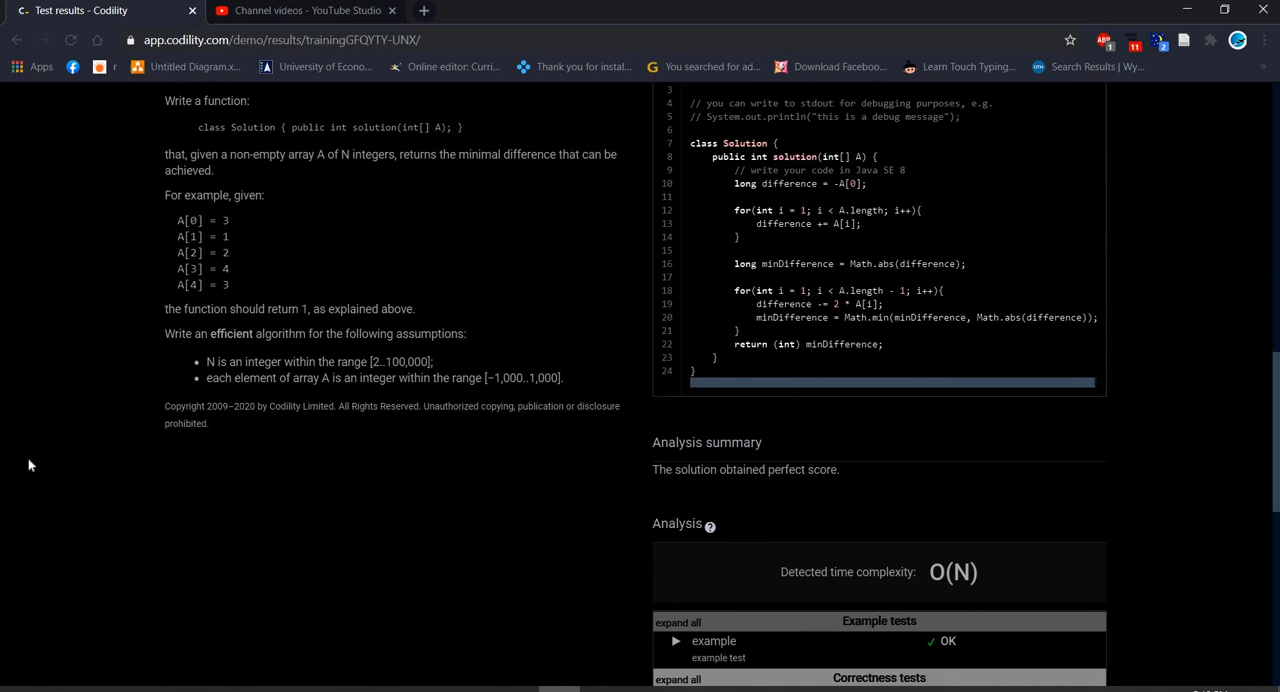 C_ Test results - Codility
Channel videos - YouTube Studio
app.codility.com/demo/results/trainingGFQYTY-UNX/
ABP 1 11 2
Apps r Untitled Diagram.x... University of Econo... Online editor: Curri... Thank you for instal... You searched for ad... Download Faceboo... Learn Touch Typing... OTH Search Results | Wy... »
Write a function:
class Solution { public int solution(int[] A); }
that, given a non-empty array A of N integers, returns the minimal difference that can be
achieved.
For example, given:
A[0] = 3
A[1] = 1
A[2] = 2
A[3] = 4
A[4] = 3
the function should return 1, as explained above.
Write an efficient algorithm for the following assumptions:
• N is an integer within the range [2..100,000];
• each element of array A is an integer within the range [−1,000..1,000].
Copyright 2009–2020 by Codility Limited. All Rights Reserved. Unauthorized copying, publication or disclosure
prohibited.
3
4 // you can write to stdout for debugging purposes, e.g.
5 // System.out.println("this is a debug message");
6
7 class Solution {
8 public int solution(int[] A) {
9 // write your code in Java SE 8
10 long difference = -A[0];
11
12 for(int i = 1; i < A.length; i++){
13 difference += A[i];
14 }
15
16 long minDifference = Math.abs(difference);
17
18 for(int i = 1; i < A.length - 1; i++){
19 difference -= 2 * A[i];
20 minDifference = Math.min(minDifference, Math.abs(difference));
21 }
22 return (int) minDifference;
23 }
24 }
Analysis summary
The solution obtained perfect score.
Analysis ?
Detected time complexity: O(N)
expand all Example tests
▶ example ✓ OK
example test
expand all Correctness tests